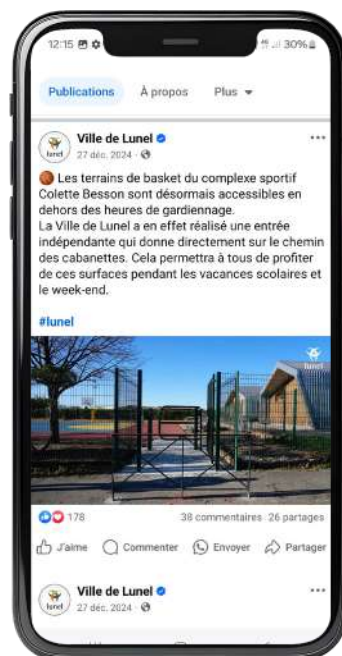 12:15
30%
Publications À propos Plus
lunel
Ville de Lunel
27 déc. 2024
Les terrains de basket du complexe sportif
Colette Besson sont désormais accessibles en
dehors des heures de gardiennage.
La Ville de Lunel a en effet réalisé une entrée
indépendante qui donne directement sur le chemin
des cabanettes. Cela permettra à tous de profiter
de ces surfaces pendant les vacances scolaires et
le week-end.
#lunel
lunel
178 38 commentaires 26 partages
J'aime Commenter Envoyer Partager
lunel
Ville de Lunel
27 déc. 2024